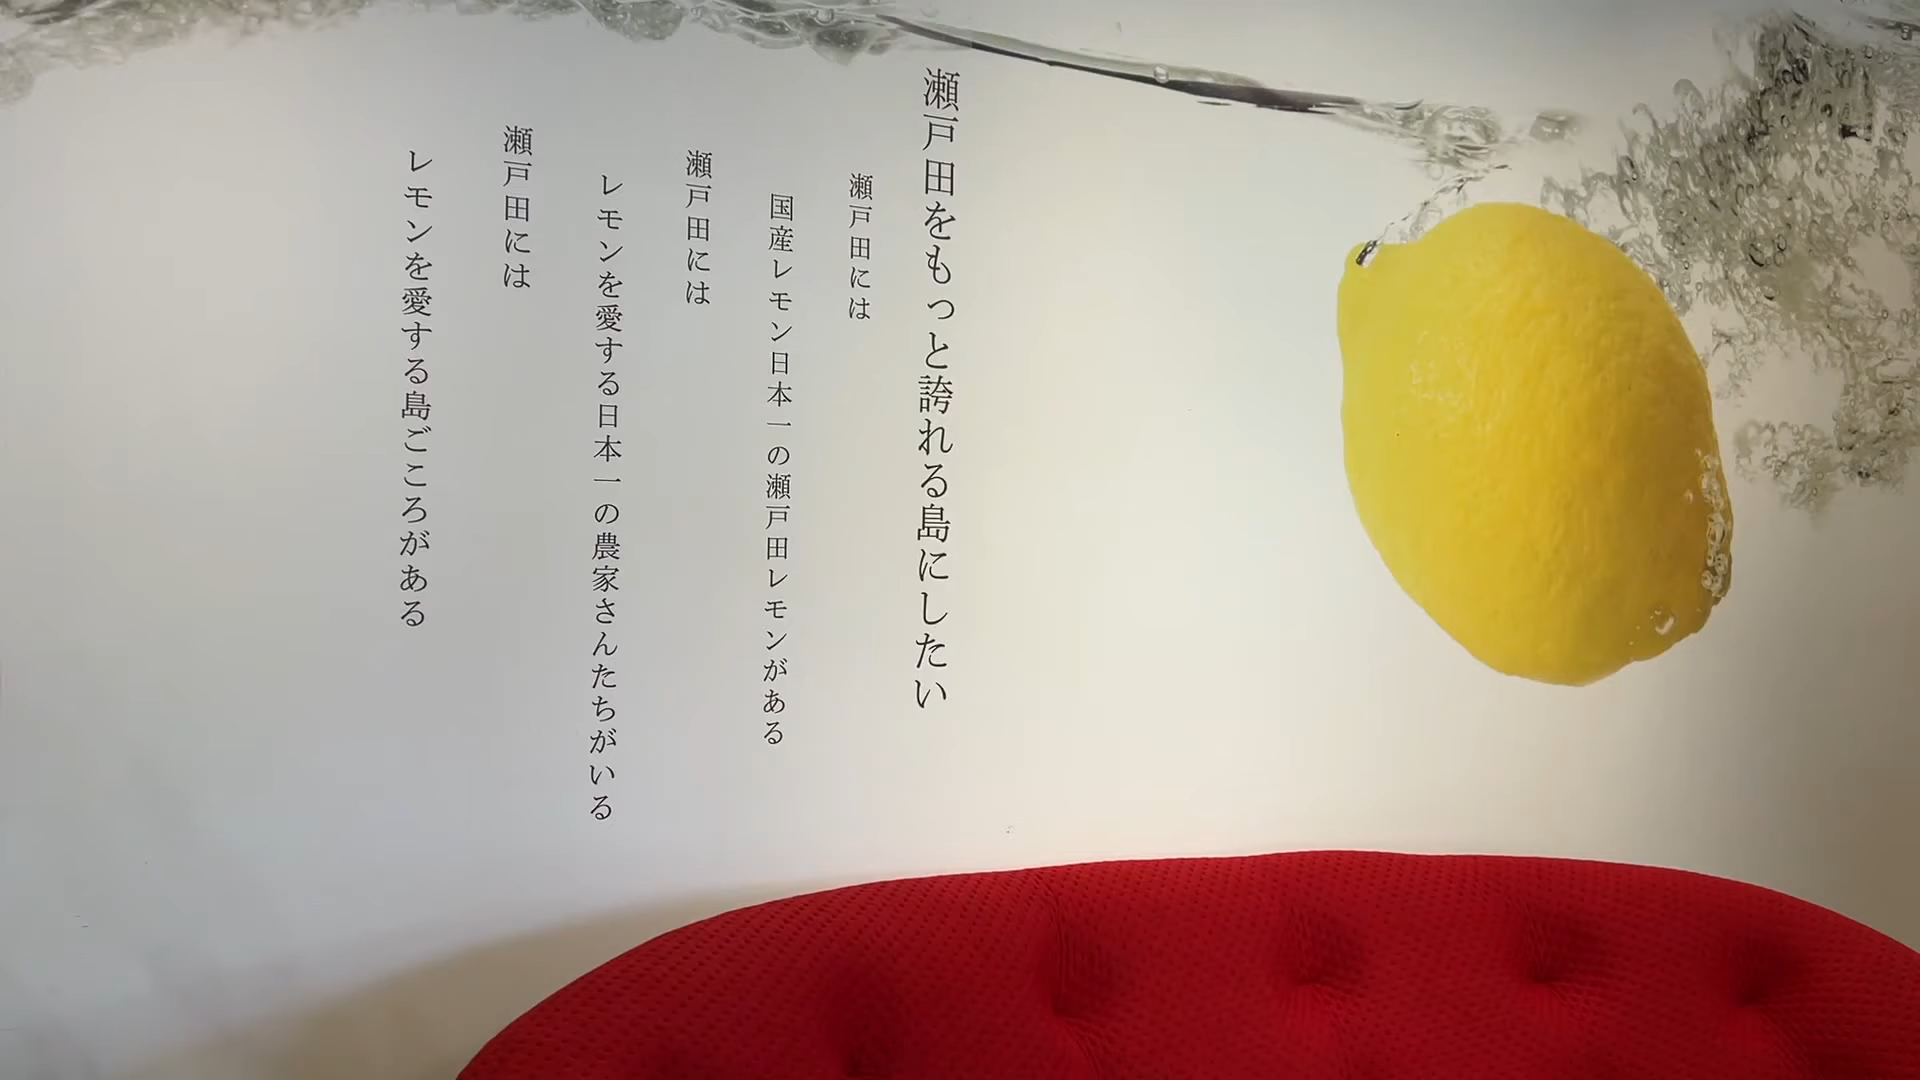 瀬戸田をもっと誇れる島にしたい
瀬戸田には
国産レモン日本一の瀬戸田レモンがある
瀬戸田には
レモンを愛する日本一の農家さんたちがいる
瀬戸田には
レモンを愛する島ごころがある